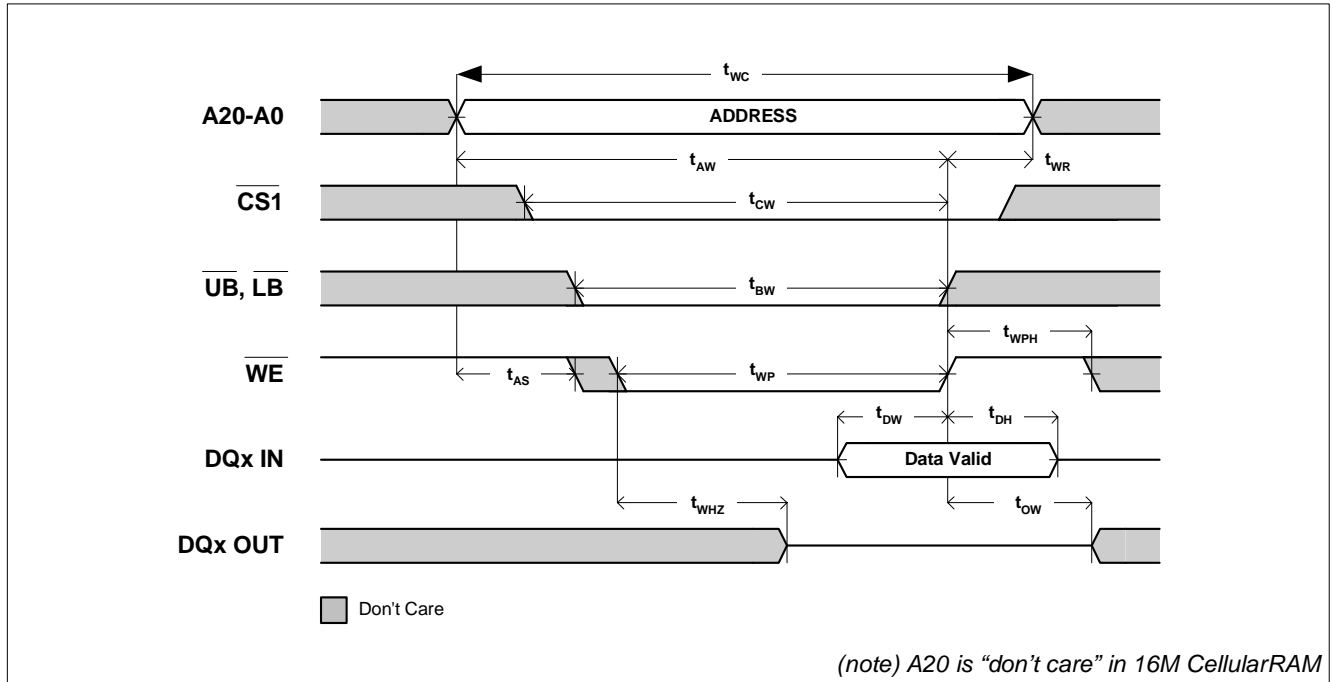 tWC
A20-A0
ADDRESS
tAW
tWR
CS1
tCW
UB, LB
tBW
tWPH
WE
tAS
tWP
tDW
tDH
DQx IN
Data Valid
tWHZ
tOW
DQx OUT
Don't Care
(note) A20 is “don’t care” in 16M CellularRAM